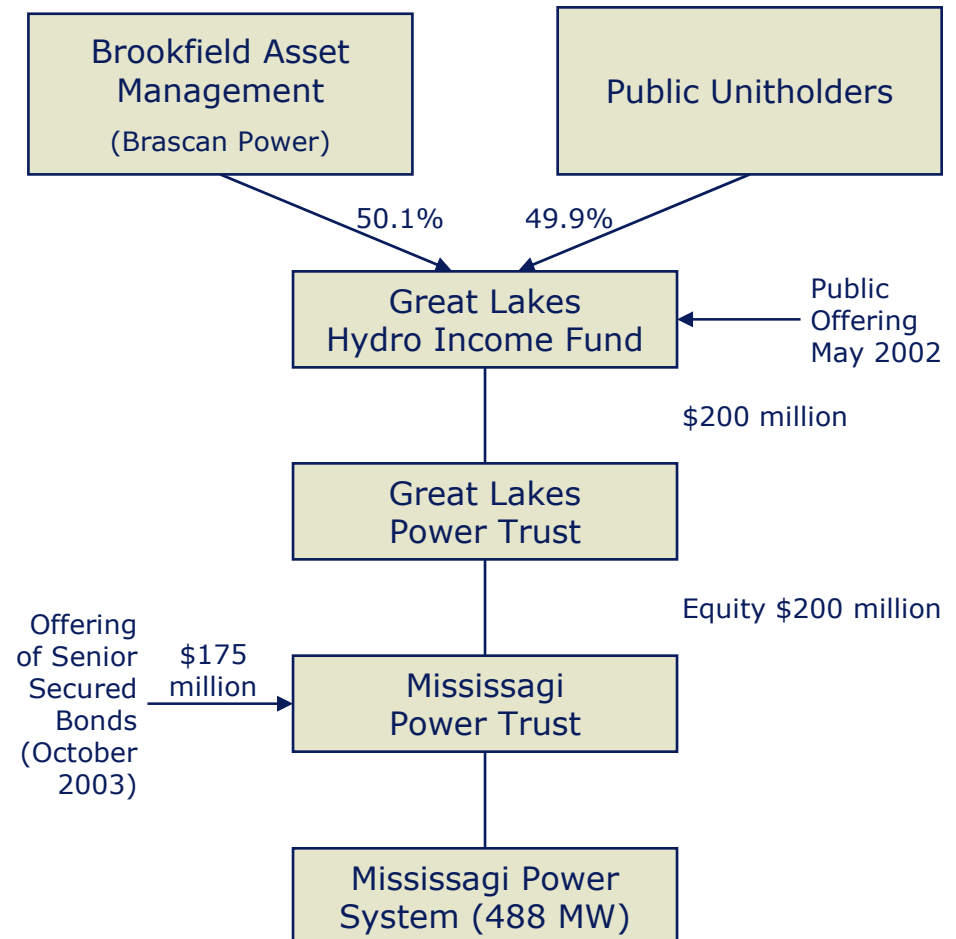 Brookfield Asset
Management
(Brascan Power)
Public Unitholders
50.1%
49.9%
Great Lakes
Hydro Income Fund
Public
Offering
May 2002
$200 million
Great Lakes
Power Trust
Equity $200 million
Offering
of Senior
Secured
Bonds
(October
2003)
$175
million
Mississagi
Power Trust
Mississagi Power
System (488 MW)